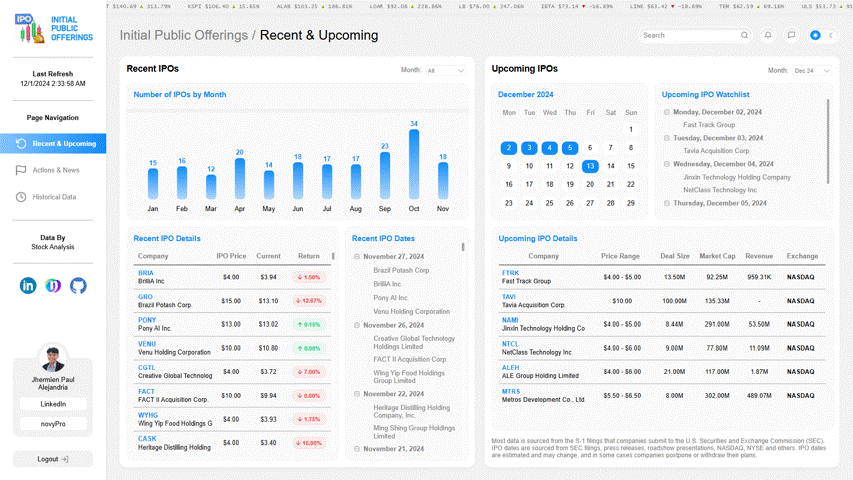 T $140.69 ▲ 313.79% KSPI $106.40 ▲ 15.65% ALAB $103.25 ▲ 186.81% LOAR $92.08 ▲ 228.86% LB $76.00 ▲ 347.06% IBTA $73.14 ▼ -16.89% LINE $63.42 ▼ -18.69% TEM $62.59 ▲ 69.16% ULS $53.73 ▲
IPO
INITIAL
PUBLIC
OFFERINGS
Initial Public Offerings / Recent & Upcoming
Search
Last Refresh
12/1/2024 2:33:58 AM
Page Navigation
Recent & Upcoming
Actions & News
Historical Data
Data By
Stock Analysis
Jhermien Paul
Alejandria
LinkedIn
novyPro
Logout
Recent IPOs
Month: All
Number of IPOs by Month
15 16 12 20 14 18 17 17 23 34 18
Jan Feb Mar Apr May Jun Jul Aug Sep Oct Nov
Recent IPO Details
Company IPO Price Current Return
BRIA
BrilliA Inc $4.00 $3.94 ↓ 1.50%
GRO
Brazil Potash Corp. $15.00 $13.10 ↓ 12.67%
PONY
Pony AI Inc. $13.00 $13.02 ↑ 0.15%
VENU
Venu Holding Corporation $10.00 $10.80 ↑ 8.00%
CGTL
Creative Global Technolog $4.00 $3.72 ↓ 7.00%
FACT
FACT II Acquisition Corp. $10.00 $9.94 ↓ 0.60%
WYHG
Wing Yip Food Holdings G $4.00 $3.93 ↓ 1.75%
CASK
Heritage Distilling Holding $4.00 $3.40 ↓ 15.00%
Recent IPO Dates
November 27, 2024
Brazil Potash Corp.
BrilliA Inc
Pony AI Inc.
Venu Holding Corporation
November 26, 2024
Creative Global Technology
Holdings Limited
FACT II Acquisition Corp.
Wing Yip Food Holdings
Group Limited
November 22, 2024
Heritage Distilling Holding
Company, Inc.
Ming Shing Group Holdings
Limited
November 21, 2024
Upcoming IPOs
Month: Dec 24
December 2024
Mon Tue Wed Thu Fri Sat Sun
1
2 3 4 5 6 7 8
9 10 11 12 13 14 15
16 17 18 19 20 21 22
23 24 25 26 27 28 29
Upcoming IPO Watchlist
Monday, December 02, 2024
Fast Track Group
Tuesday, December 03, 2024
Tavia Acquisition Corp.
Wednesday, December 04, 2024
Jinxin Technology Holding Company
NetClass Technology Inc
Thursday, December 05, 2024
Upcoming IPO Details
Company Price Range Deal Size Market Cap Revenue Exchange
FTRK
Fast Track Group $4.00 - $5.00 13.50M 92.25M 959.31K NASDAQ
TAVI
Tavia Acquisition Corp. $10.00 100.00M 135.33M - NASDAQ
NAMI
Jinxin Technology Holding Co $4.00 - $5.00 8.44M 291.00M 53.50M NASDAQ
NTCL
NetClass Technology Inc $4.00 - $6.00 9.00M 77.80M 11.09M NASDAQ
ALEH
ALE Group Holding Limited $4.00 - $6.00 21.00M 117.00M 1.87M NASDAQ
MTRS
Metros Development Co., Ltd. $5.50 - $6.50 8.00M 302.00M 489.07M NASDAQ
Most data is sourced from the S-1 filings that companies submit to the U.S. Securities and Exchange Commission (SEC).
IPO dates are sourced from SEC filings, press releases, roadshow presentations, NASDAQ, NYSE and others. IPO dates
are estimated and may change, and in some cases companies postpone or withdraw their plans.